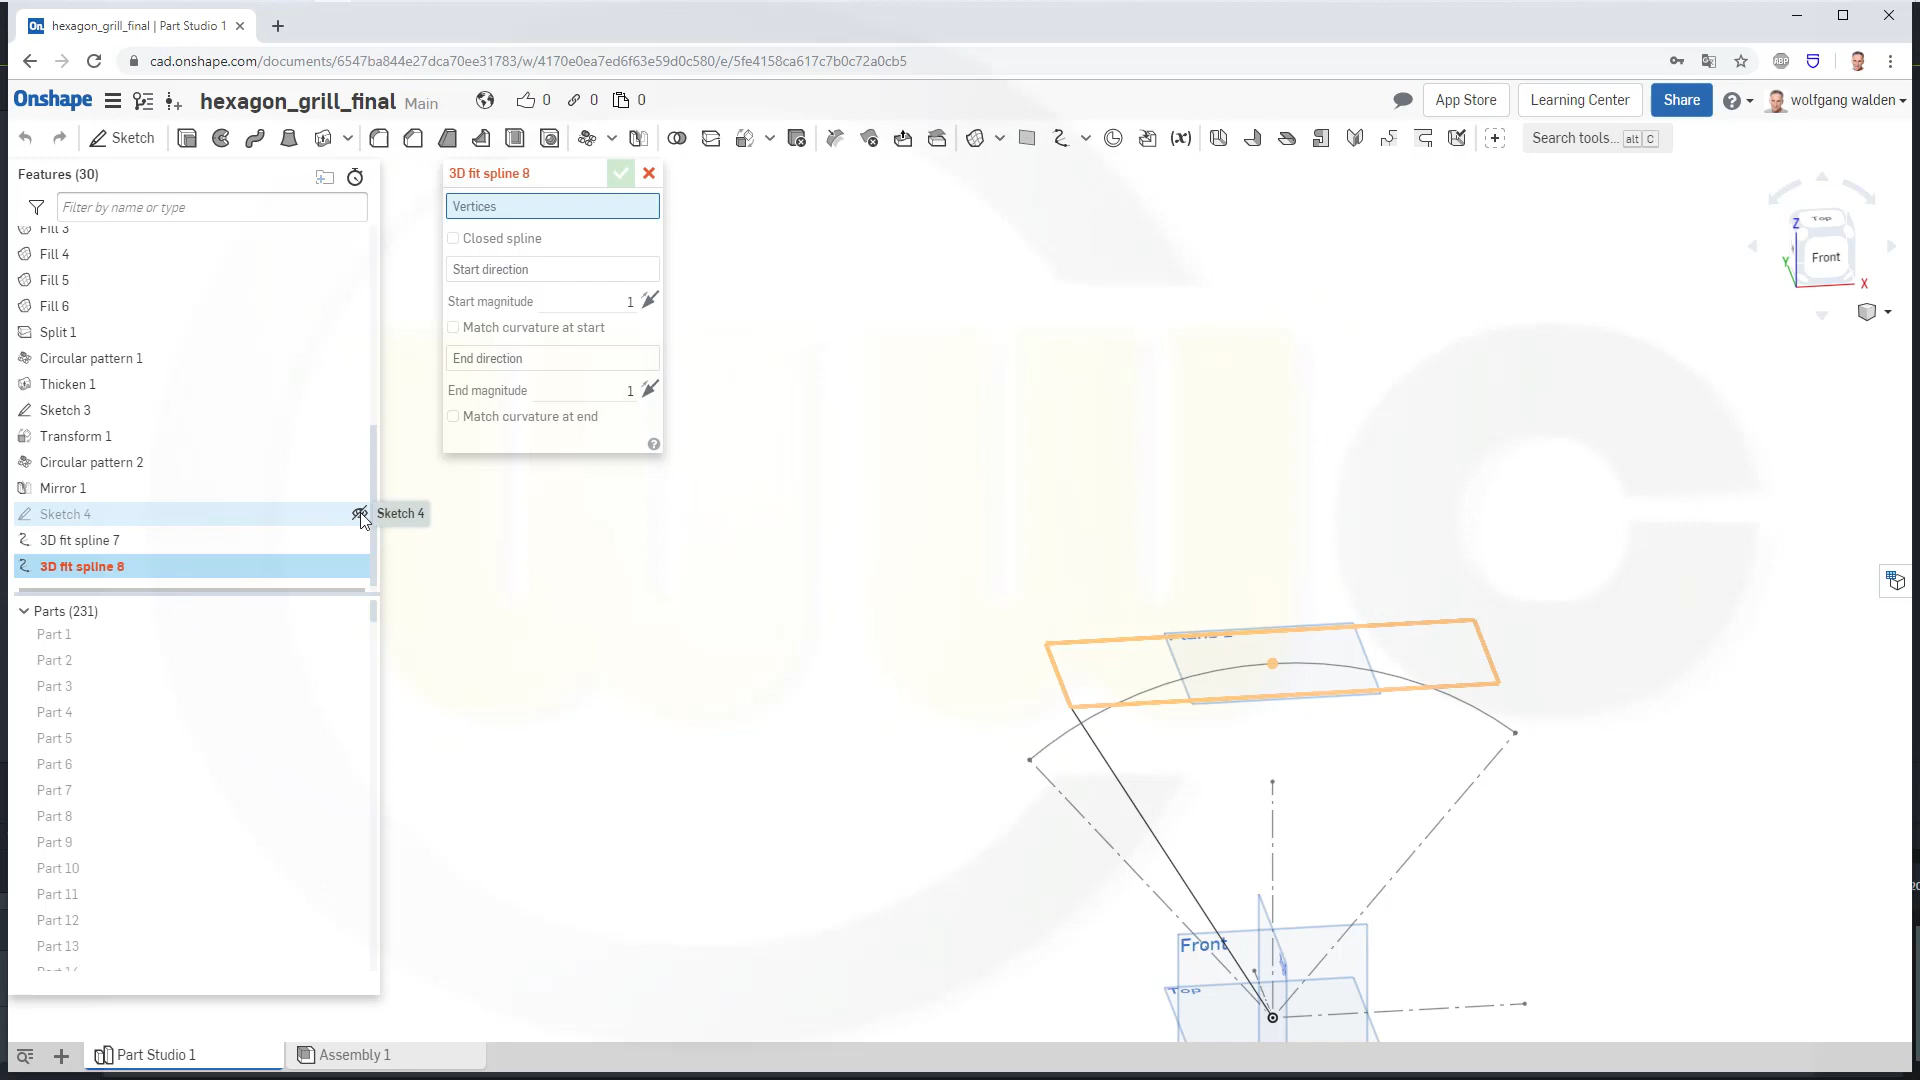 hexagon_grill_final | Part Studio 1
cad.onshape.com/documents/6547ba844e27dca70ee31783/w/4170e0ea7ed6f63e59d0c580/e/5fe4158ca617c7b0c72a0cb5
ABP
Onshape
hexagon_grill_final Main
0
0
0
App Store
Learning Center
Share
wolfgang walden
Sketch
(x)
Search tools... alt C
Features (30)
Filter by name or type
Fill 3
Fill 4
Fill 5
Fill 6
Split 1
Circular pattern 1
Thicken 1
Sketch 3
Transform 1
Circular pattern 2
Mirror 1
Sketch 4
Sketch 4
3D fit spline 7
3D fit spline 8
Parts (231)
Part 1
Part 2
Part 3
Part 4
Part 5
Part 6
Part 7
Part 8
Part 9
Part 10
Part 11
Part 12
Part 13
3D fit spline 8
Vertices
Closed spline
Start direction
Start magnitude 1
Match curvature at start
End direction
End magnitude 1
Match curvature at end
Top
Z
Front
Y
X
Front
Top
Part Studio 1
Assembly 1